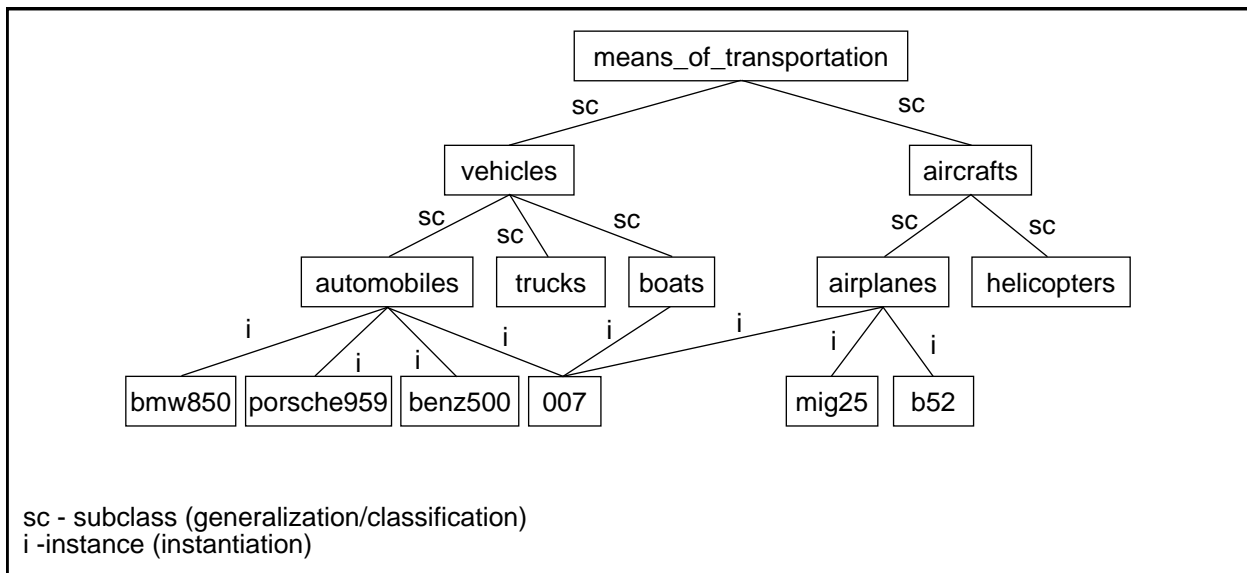 means_of_transportation
sc sc
vehicles aircrafts
sc sc sc sc sc
automobiles trucks boats airplanes helicopters
i i i i i i i i
bmw850 porsche959 benz500 007 mig25 b52
sc - subclass (generalization/classification)
i -instance (instantiation)